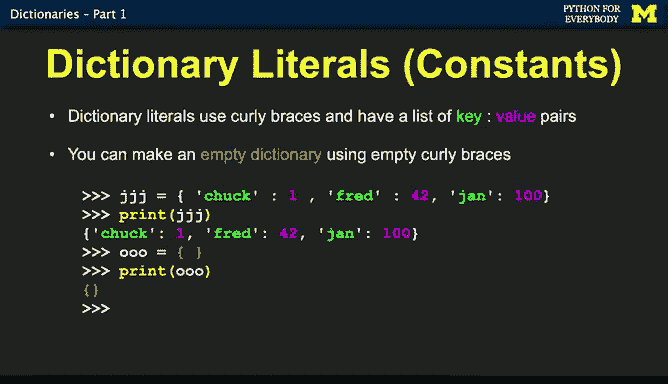 Dictionaries - Part 1
PYTHON FOR
EVERYBODY
M
Dictionary Literals (Constants)
• Dictionary literals use curly braces and have a list of key : value pairs
• You can make an empty dictionary using empty curly braces
>>> jjj = { 'chuck' : 1 , 'fred' : 42, 'jan': 100}
>>> print(jjj)
{'chuck': 1, 'fred': 42, 'jan': 100}
>>> ooo = { }
>>> print(ooo)
{}
>>>